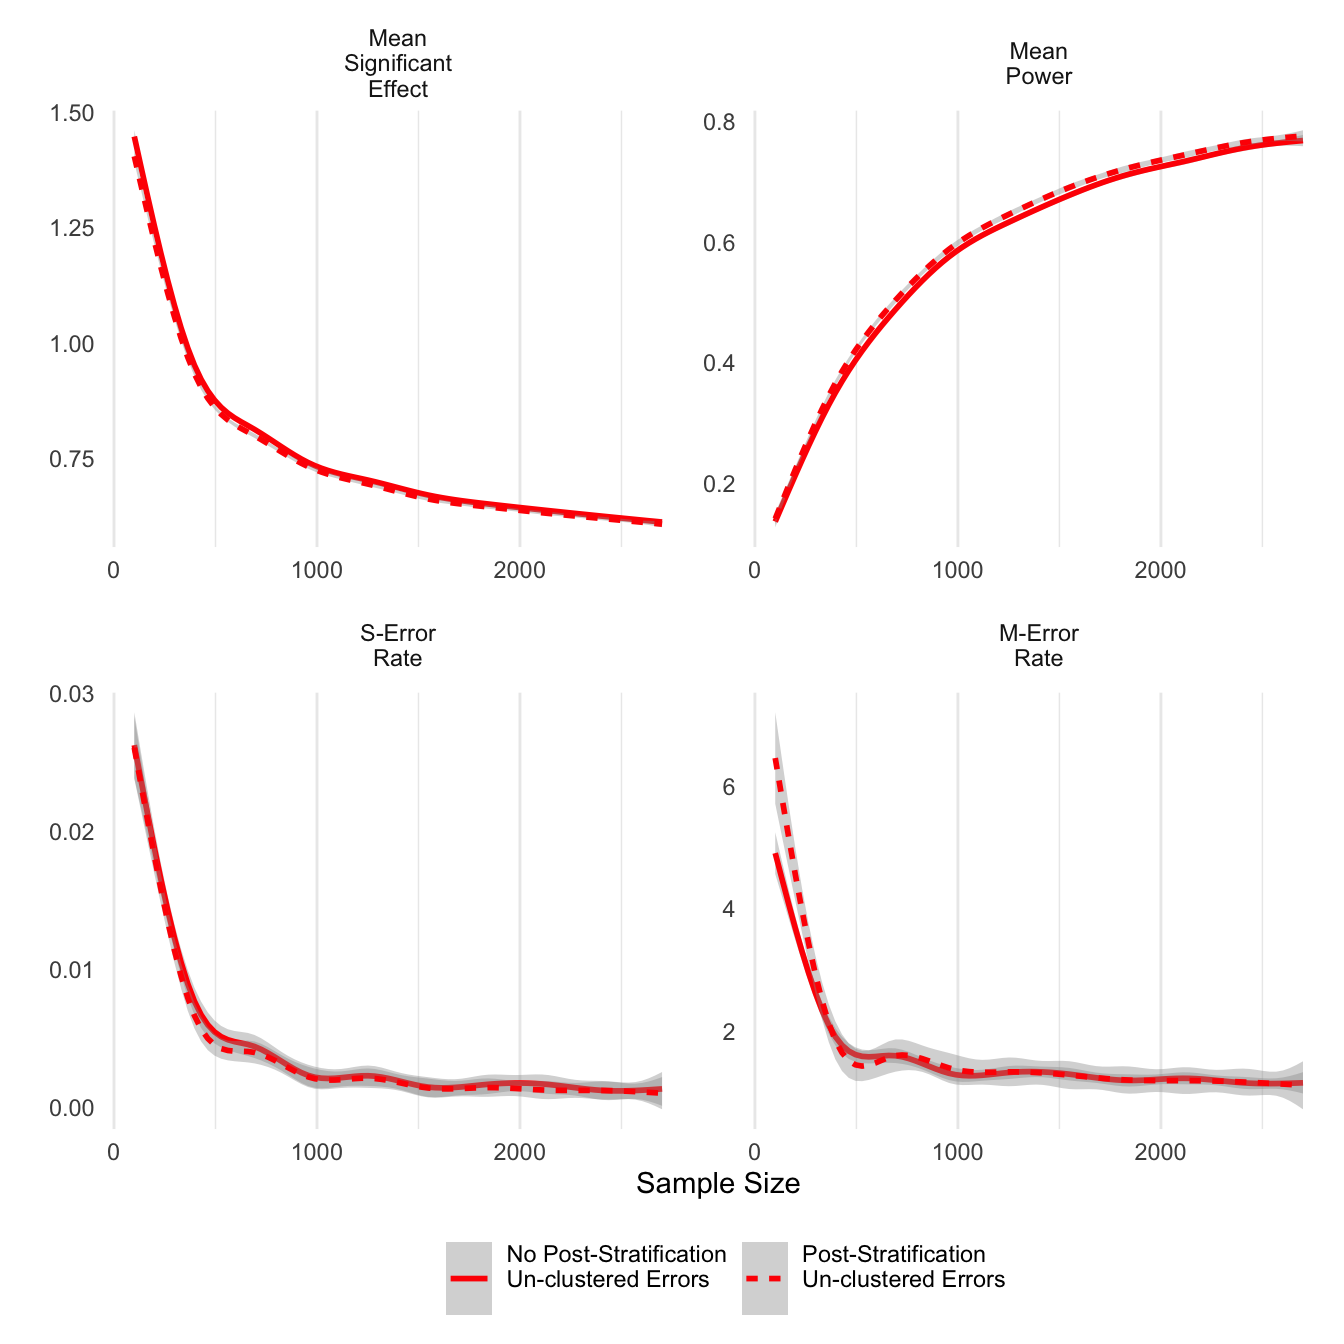 Mean
Significant
Effect
Mean
Power
1.50
1.25
1.00
0.75
0.8
0.6
0.4
0.2
0 1000 2000
0 1000 2000
S-Error
Rate
M-Error
Rate
0.03
0.02
0.01
0.00
6
4
2
0 1000 2000
0 1000 2000
Sample Size
No Post-Stratification
Un-clustered Errors
Post-Stratification
Un-clustered Errors